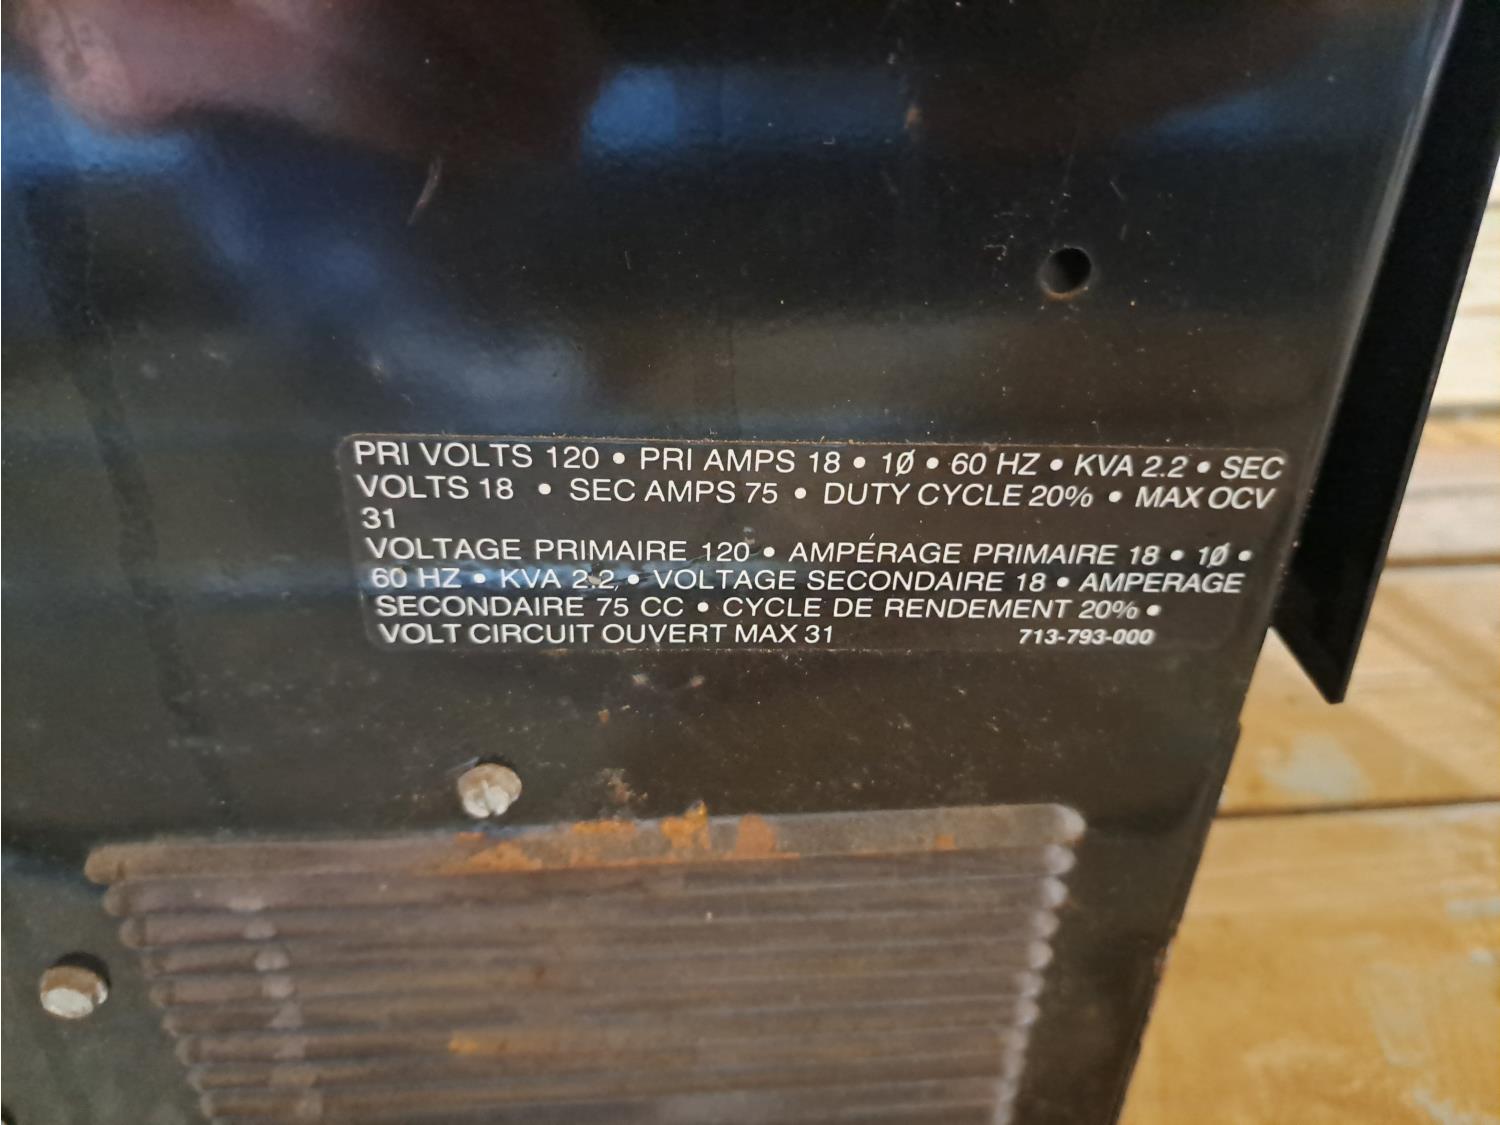 PRI VOLTS 120 • PRI AMPS 18 • 1Ø • 60 HZ • KVA 2.2 • SEC
VOLTS 18 • SEC AMPS 75 • DUTY CYCLE 20% • MAX OCV
31
VOLTAGE PRIMAIRE 120 • AMPÉRAGE PRIMAIRE 18 • 1Ø •
60 HZ • KVA 2.2, • VOLTAGE SECONDAIRE 18 • AMPERAGE
SECONDAIRE 75 CC • CYCLE DE RENDEMENT 20% •
VOLT CIRCUIT OUVERT MAX 31 713-793-000